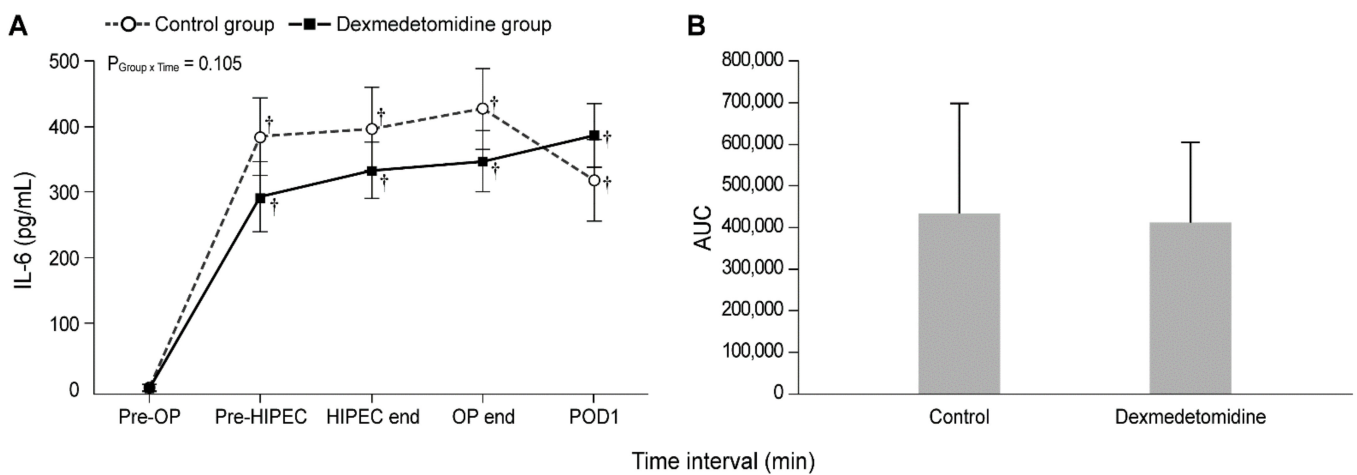 A
Control group
Dexmedetomidine group
P Group x Time = 0.105
IL-6 (pg/mL)
500
400
300
200
100
0
†
†
†
†
†
†
†
†
Pre-OP
Pre-HIPEC
HIPEC end
OP end
POD1
B
AUC
800,000
700,000
600,000
500,000
400,000
300,000
200,000
100,000
0
Control
Dexmedetomidine
Time interval (min)